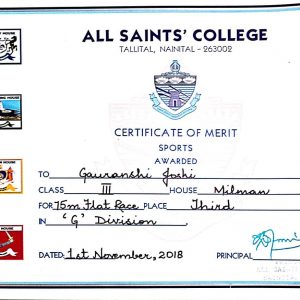 ALL SAINTS' COLLEGE
TALLITAL, NAINITAL - 263002
CERTIFICATE OF MERIT
SPORTS
AWARDED
TO Gauranshi Joshi
CLASS III HOUSE Milman
FOR 75m Flat Race PLACE Third
IN 'G' Division
DATED: 1st November, 2018 PRINCIPAL